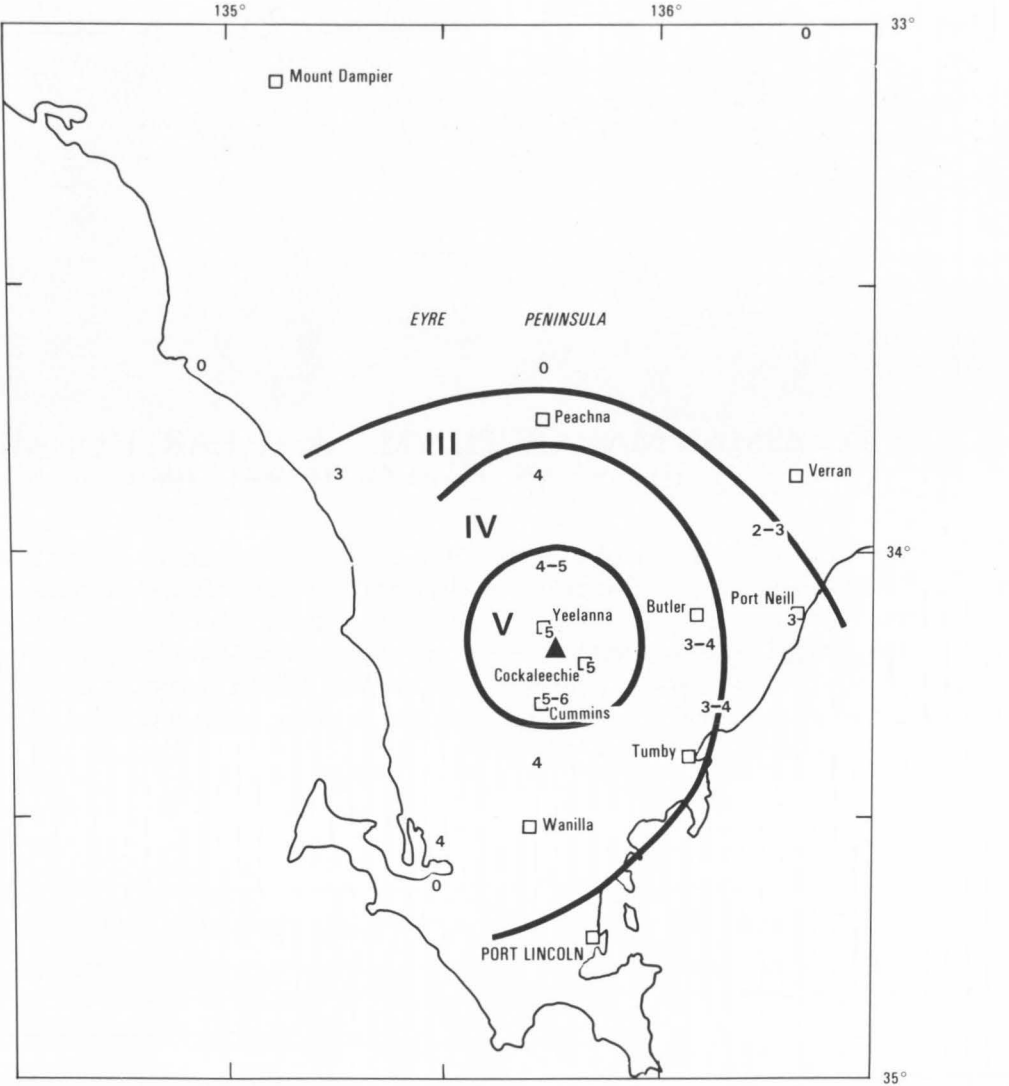 135°
136°
33°
0
Mount Dampier
EYRE PENINSULA
0
0
Peachna
III
3
4
Verran
IV
2-3
34°
4-5
V
Yeelanna
5
Butler
Port Neill
3
3-4
5
Cockaleechie
5-6
Cummins
3-4
Tumby
4
Wanilla
4
0
PORT LINCOLN
35°